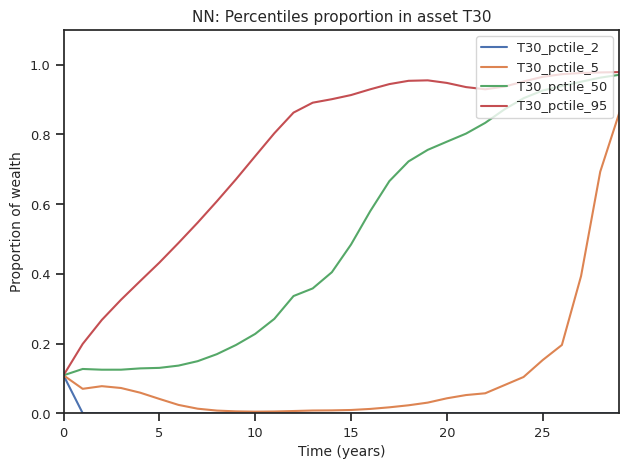 NN: Percentiles proportion in asset T30
T30_pctile_2
T30_pctile_5
T30_pctile_50
T30_pctile_95
Proportion of wealth
1.0
0.8
0.6
0.4
0.2
0.0
0 5 10 15 20 25
Time (years)